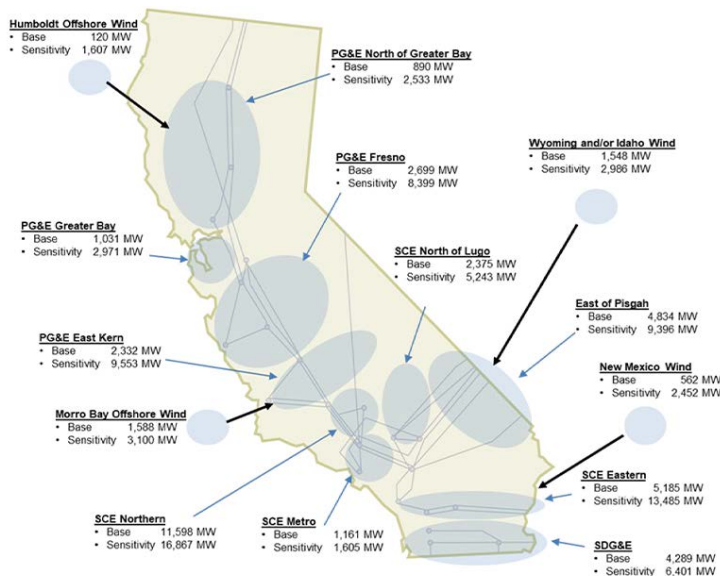 Humboldt Offshore Wind
• Base 120 MW
• Sensitivity 1,607 MW
PG&E North of Greater Bay
• Base 890 MW
• Sensitivity 2,533 MW
PG&E Fresno
• Base 2,699 MW
• Sensitivity 8,399 MW
Wyoming and/or Idaho Wind
• Base 1,548 MW
• Sensitivity 2,986 MW
PG&E Greater Bay
• Base 1,031 MW
• Sensitivity 2,971 MW
SCE North of Lugo
• Base 2,375 MW
• Sensitivity 5,243 MW
East of Pisgah
• Base 4,834 MW
• Sensitivity 9,396 MW
PG&E East Kern
• Base 2,332 MW
• Sensitivity 9,553 MW
New Mexico Wind
• Base 562 MW
• Sensitivity 2,452 MW
Morro Bay Offshore Wind
• Base 1,588 MW
• Sensitivity 3,100 MW
SCE Eastern
• Base 5,185 MW
• Sensitivity 13,485 MW
SCE Northern
• Base 11,598 MW
• Sensitivity 16,867 MW
SCE Metro
• Base 1,161 MW
• Sensitivity 1,605 MW
SDG&E
• Base 4,289 MW
• Sensitivity 6,401 MW